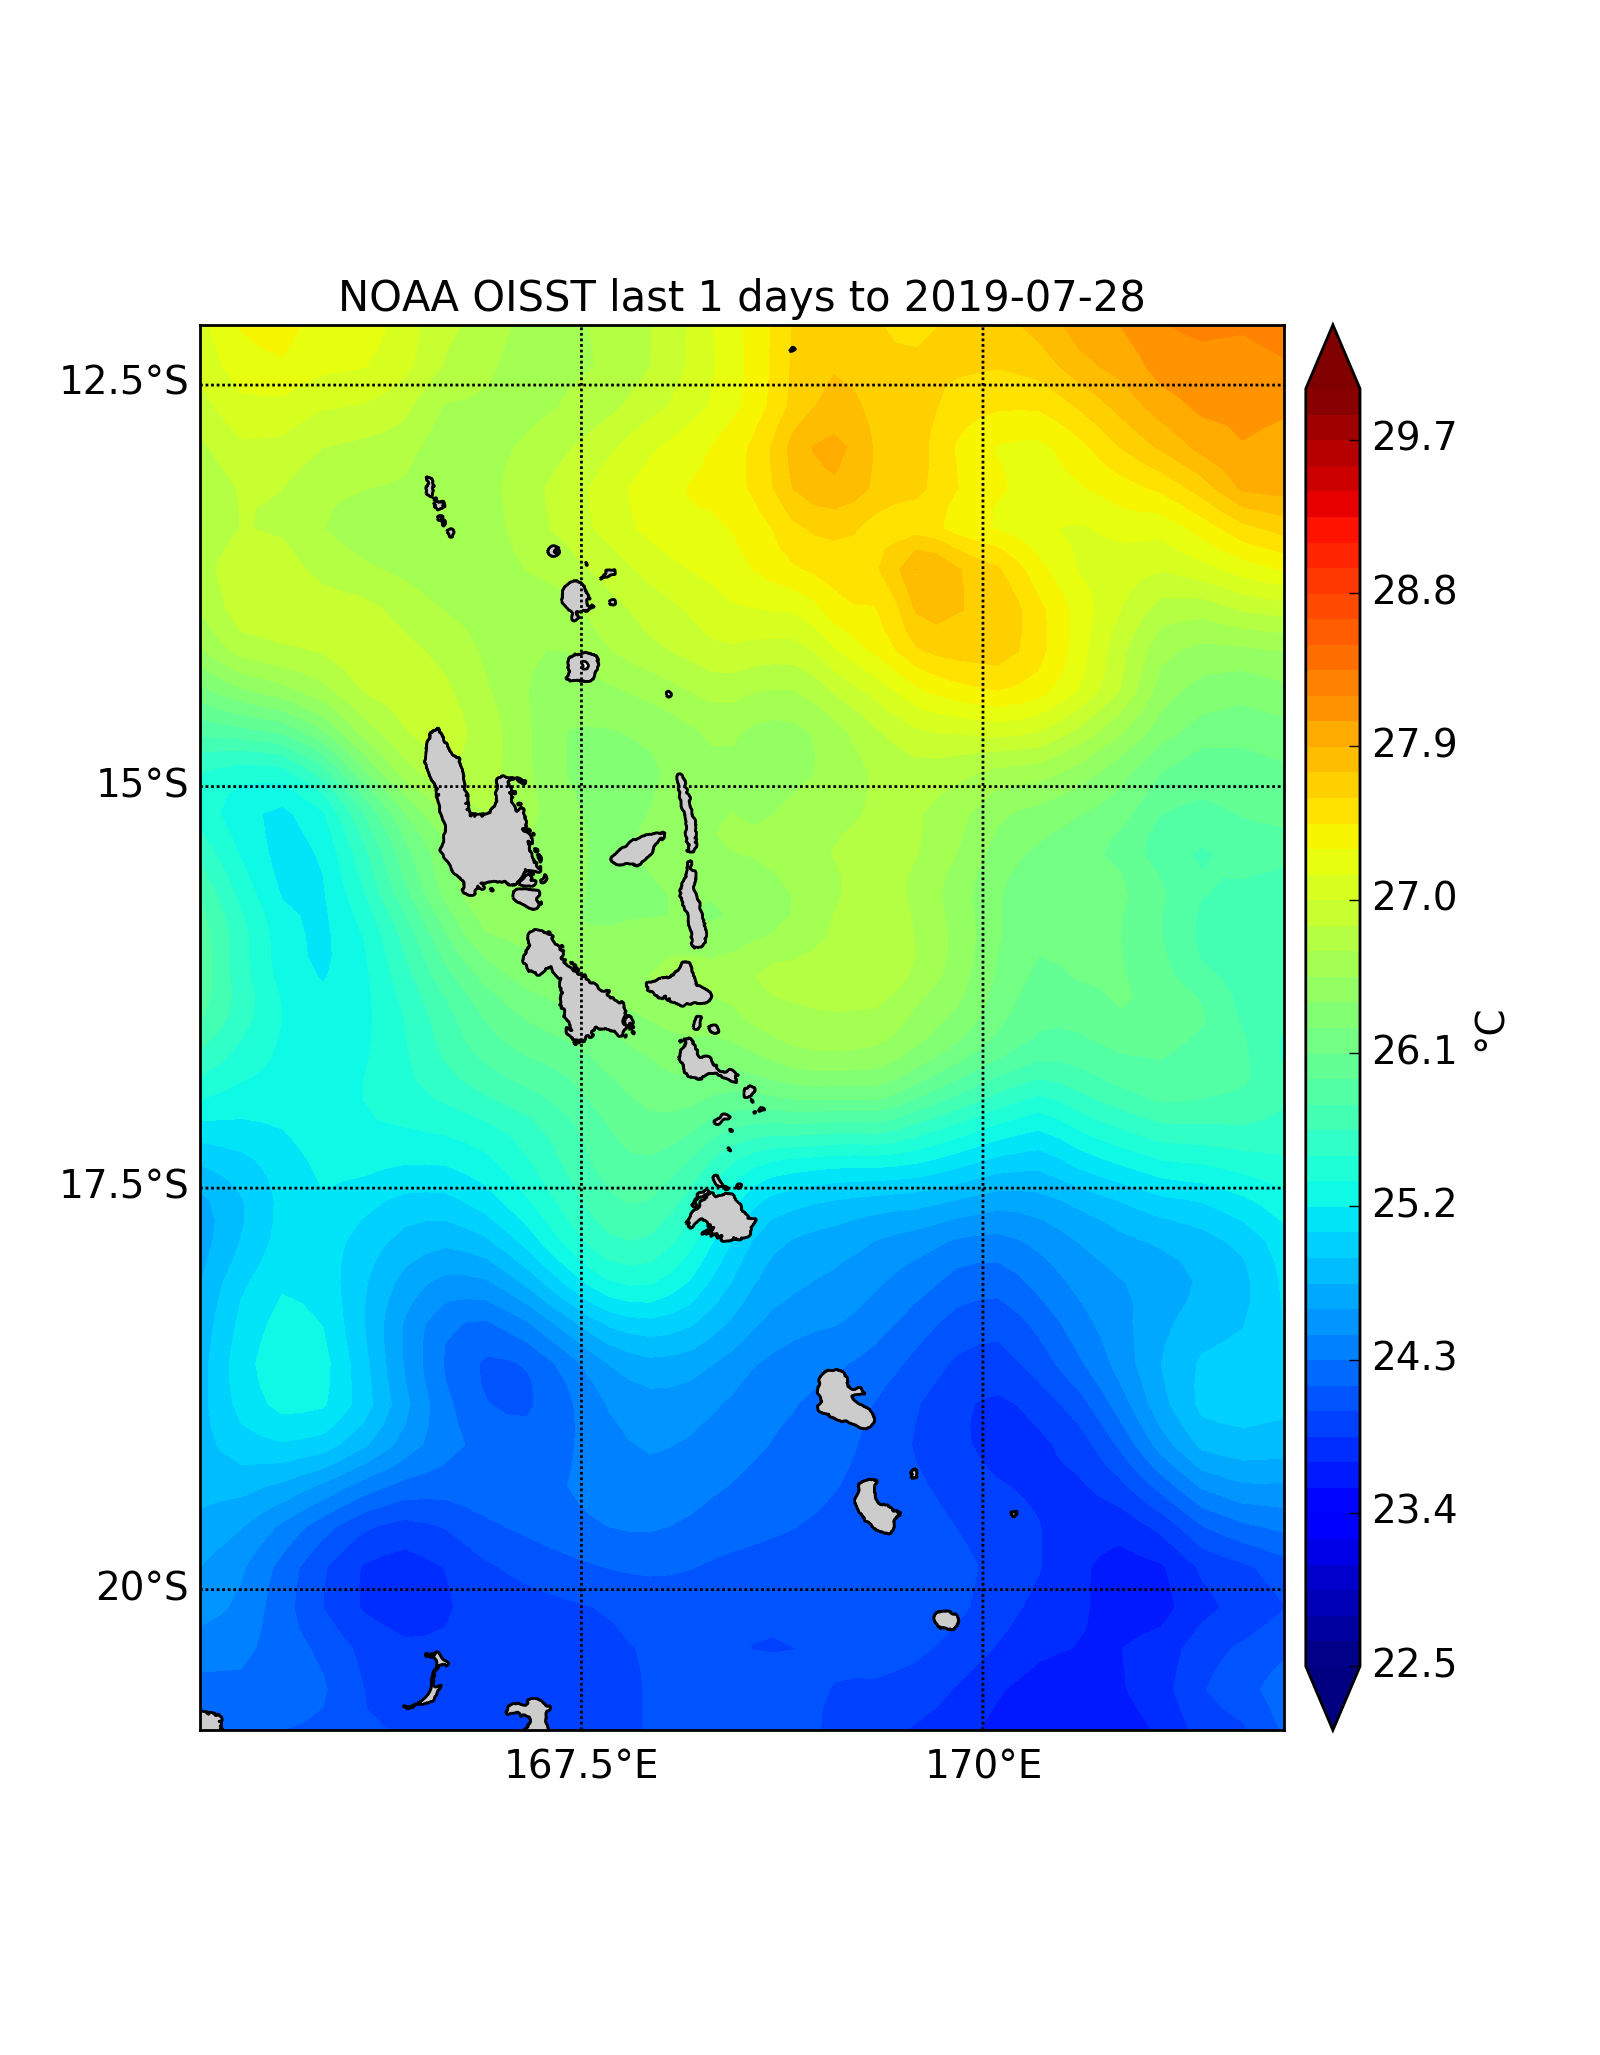 NOAA OISST last 1 days to 2019-07-28
12.5°S
15°S
17.5°S
20°S
167.5°E
170°E
29.7
28.8
27.9
27.0
26.1
25.2
24.3
23.4
22.5
°C